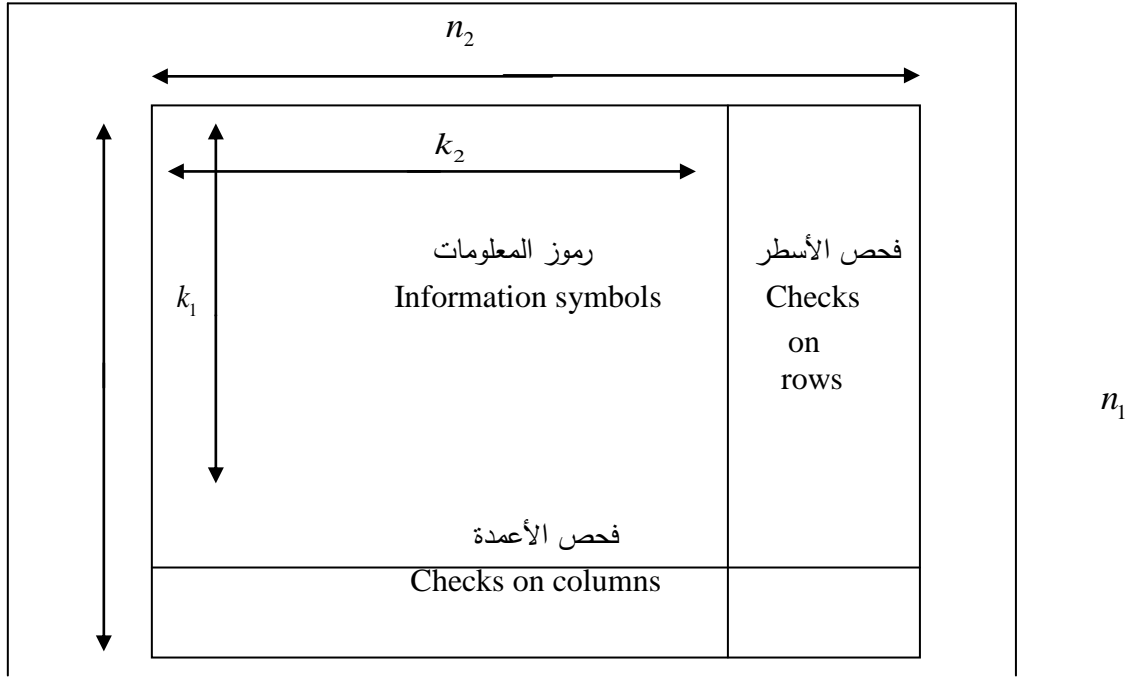 n₂
k₂
رموز المعلومات
Information symbols
فحص الأسطر
Checks
on
rows
k₁
n₁
فحص الأعمدة
Checks on columns